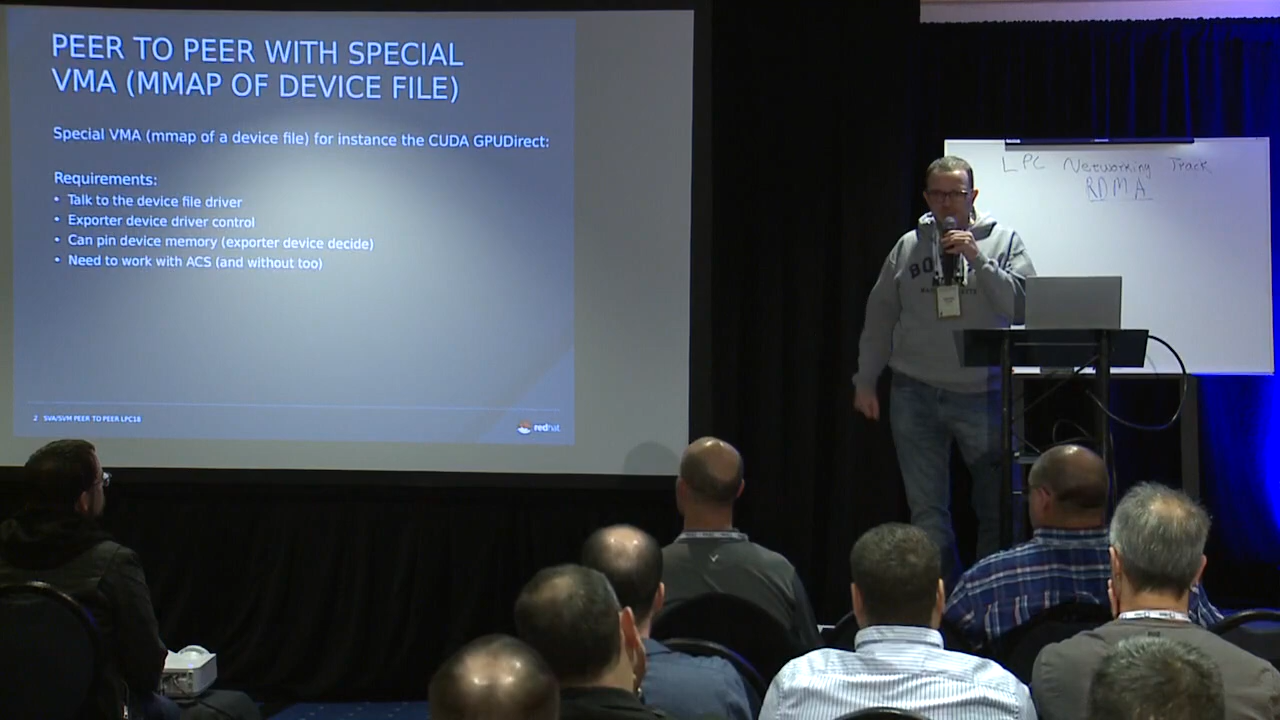 PEER TO PEER WITH SPECIAL
VMA (MMAP OF DEVICE FILE)
Special VMA (mmap of a device file) for instance the CUDA GPUDirect:
Requirements:
• Talk to the device file driver
• Exporter device driver control
• Can pin device memory (exporter device decide)
• Need to work with ACS (and without too)
2 SVA/SVM PEER TO PEER LPC18
redhat
LPC Networking Track
RDMA
BO